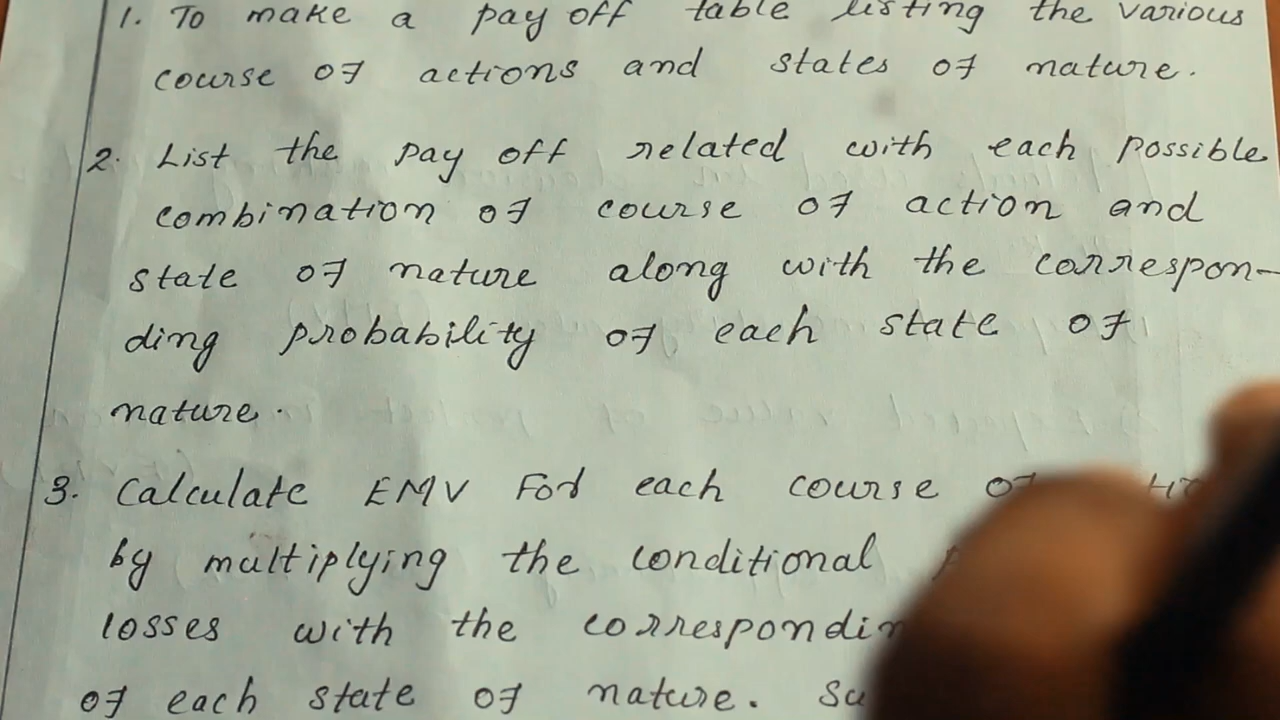 1. To make a pay off table listing the various
course of actions and states of nature.
2. List the pay off related with each possible
combination of course of action and
state of nature along with the correspon-
ding probability of each state of
nature.
3. Calculate EMV For each course of
by multiplying the conditional
losses with the
of each state of nature.